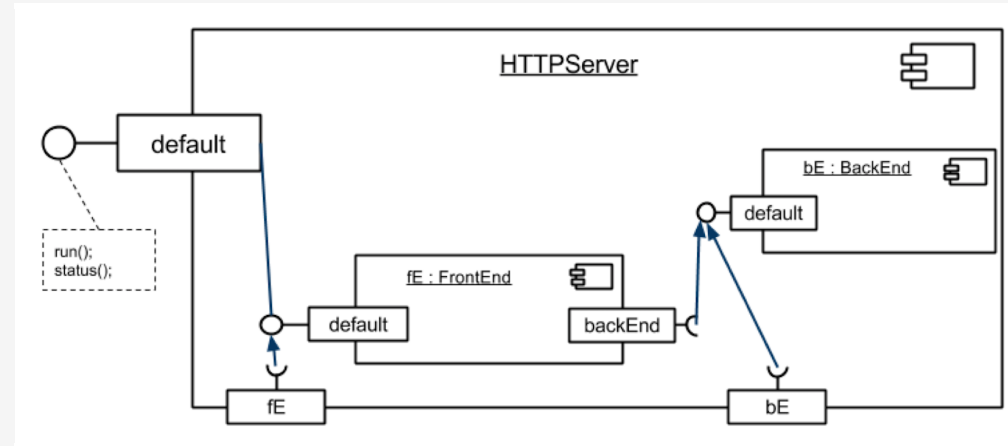 HTTPServer
default
bE : BackEnd
default
run();
status();
fE : FrontEnd
default
backEnd
fE
bE